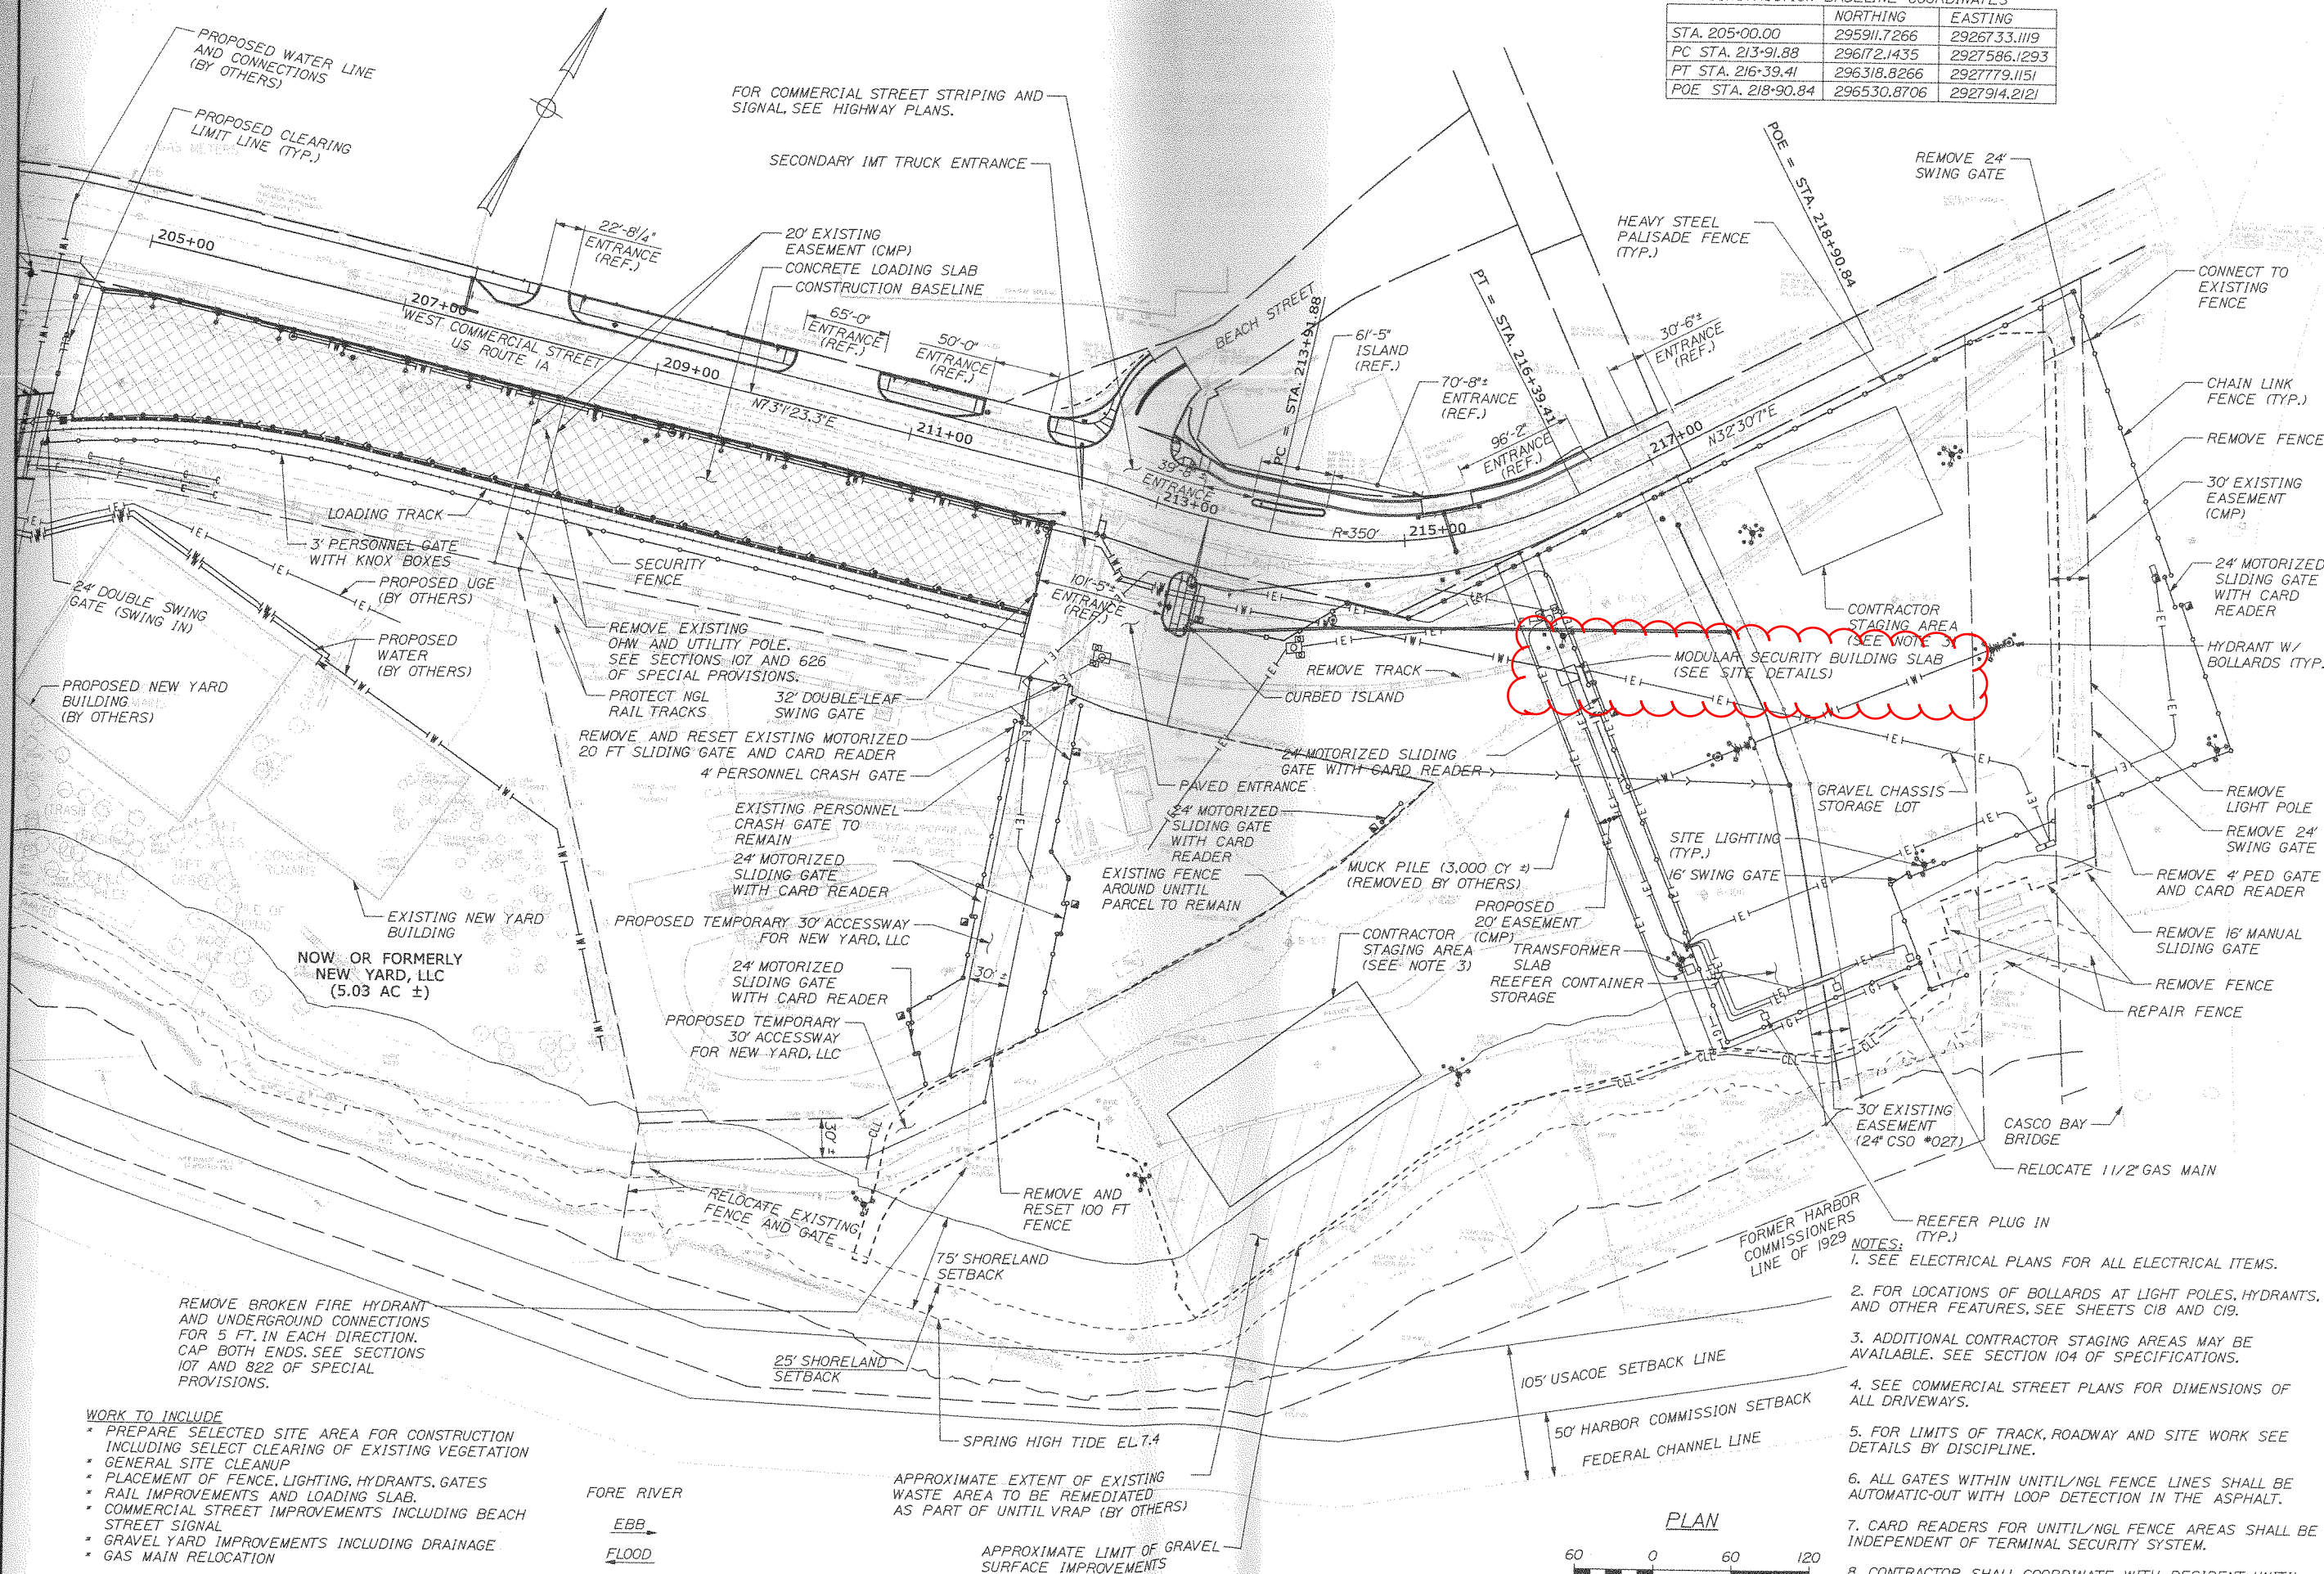 NORTHING EASTING
STA. 205+00.00 295911.7266 2926733.1119
PC STA. 213+91.88 296172.1435 2927586.1293
PT STA. 216+39.41 296318.8266 2927779.1151
POE STA. 218+90.84 296530.8706 2927914.2121
PROPOSED WATER LINE
AND CONNECTIONS
(BY OTHERS)
PROPOSED CLEARING
LIMIT LINE (TYP.)
FOR COMMERCIAL STREET STRIPING AND
SIGNAL, SEE HIGHWAY PLANS.
SECONDARY IMT TRUCK ENTRANCE
22'-8 1/4"
ENTRANCE
(REF.)
20' EXISTING
EASEMENT (CMP)
CONCRETE LOADING SLAB
CONSTRUCTION BASELINE
205+00
207+00
WEST COMMERCIAL STREET
US ROUTE 1A
209+00
65'-0"
ENTRANCE
(REF.)
50'-0"
ENTRANCE
(REF.)
N73°1'23.3"E
211+00
BEACH STREET
PC = STA. 213+91.88
61'-5"
ISLAND
(REF.)
70'-8"±
ENTRANCE
(REF.)
PT = STA. 216+39.41
96'-2"
ENTRANCE
(REF.)
30'-6"±
ENTRANCE
(REF.)
39'-8"±
ENTRANCE
213+00
R=350'
215+00
217+00
N32°30'7"E
POE = STA. 218+90.84
HEAVY STEEL
PALISADE FENCE
(TYP.)
REMOVE 24'
SWING GATE
CONNECT TO
EXISTING
FENCE
CHAIN LINK
FENCE (TYP.)
REMOVE FENCE
30' EXISTING
EASEMENT
(CMP)
24' MOTORIZED
SLIDING GATE
WITH CARD
READER
HYDRANT W/
BOLLARDS (TYP.
CONTRACTOR
STAGING AREA
(SEE NOTE 3)
MODULAR SECURITY BUILDING SLAB
(SEE SITE DETAILS)
REMOVE TRACK
CURBED ISLAND
LOADING TRACK
3' PERSONNEL GATE
WITH KNOX BOXES
SECURITY
FENCE
PROPOSED UGE
(BY OTHERS)
24' DOUBLE SWING
GATE (SWING IN)
PROPOSED
WATER
(BY OTHERS)
PROPOSED NEW YARD
BUILDING
(BY OTHERS)
101'-5"±
ENTRANCE
(REF.)
REMOVE EXISTING
OHW AND UTILITY POLE.
SEE SECTIONS 107 AND 626
OF SPECIAL PROVISIONS.
PROTECT NGL
RAIL TRACKS
32' DOUBLE-LEAF
SWING GATE
REMOVE AND RESET EXISTING MOTORIZED
20 FT SLIDING GATE AND CARD READER
4' PERSONNEL CRASH GATE
EXISTING PERSONNEL
CRASH GATE TO
REMAIN
24' MOTORIZED
SLIDING GATE
WITH CARD READER
PROPOSED TEMPORARY 30' ACCESSWAY
FOR NEW YARD, LLC
24' MOTORIZED
SLIDING GATE
WITH CARD READER
30' ±
PROPOSED TEMPORARY
30' ACCESSWAY
FOR NEW YARD, LLC
EXISTING NEW YARD
BUILDING
NOW OR FORMERLY
NEW YARD, LLC
(5.03 AC ±)
PAVED ENTRANCE
24' MOTORIZED
SLIDING GATE
WITH CARD
READER
EXISTING FENCE
AROUND UNITIL
PARCEL TO REMAIN
24' MOTORIZED SLIDING
GATE WITH CARD READER
MUCK PILE (3,000 CY ±)
(REMOVED BY OTHERS)
PROPOSED
20' EASEMENT
(CMP)
CONTRACTOR
STAGING AREA
(SEE NOTE 3)
TRANSFORMER
SLAB
REEFER CONTAINER
STORAGE
GRAVEL CHASSIS
STORAGE LOT
SITE LIGHTING
(TYP.)
16' SWING GATE
REMOVE
LIGHT POLE
REMOVE 24'
SWING GATE
REMOVE 4' PED GATE
AND CARD READER
REMOVE 16' MANUAL
SLIDING GATE
REMOVE FENCE
REPAIR FENCE
30' EXISTING
EASEMENT
(24" CSO #027)
CASCO BAY
BRIDGE
RELOCATE 1 1/2" GAS MAIN
REEFER PLUG IN
(TYP.)
FORMER HARBOR
COMMISSIONERS
LINE OF 1929
30' ±
RELOCATE EXISTING
FENCE AND GATE
REMOVE AND
RESET 100 FT
FENCE
75' SHORELAND
SETBACK
25' SHORELAND
SETBACK
REMOVE BROKEN FIRE HYDRANT
AND UNDERGROUND CONNECTIONS
FOR 5 FT. IN EACH DIRECTION.
CAP BOTH ENDS. SEE SECTIONS
107 AND 822 OF SPECIAL
PROVISIONS.
SPRING HIGH TIDE EL. 7.4
APPROXIMATE EXTENT OF EXISTING
WASTE AREA TO BE REMEDIATED
AS PART OF UNITIL VRAP (BY OTHERS)
APPROXIMATE LIMIT OF GRAVEL
SURFACE IMPROVEMENTS
105' USACOE SETBACK LINE
50' HARBOR COMMISSION SETBACK
FEDERAL CHANNEL LINE
FORE RIVER
EBB
FLOOD
WORK TO INCLUDE
* PREPARE SELECTED SITE AREA FOR CONSTRUCTION
INCLUDING SELECT CLEARING OF EXISTING VEGETATION
* GENERAL SITE CLEANUP
* PLACEMENT OF FENCE, LIGHTING, HYDRANTS, GATES
* RAIL IMPROVEMENTS AND LOADING SLAB.
* COMMERCIAL STREET IMPROVEMENTS INCLUDING BEACH
STREET SIGNAL
* GRAVEL YARD IMPROVEMENTS INCLUDING DRAINAGE
* GAS MAIN RELOCATION
PLAN
60 0 60 120
NOTES:
1. SEE ELECTRICAL PLANS FOR ALL ELECTRICAL ITEMS.
2. FOR LOCATIONS OF BOLLARDS AT LIGHT POLES, HYDRANTS,
AND OTHER FEATURES, SEE SHEETS C18 AND C19.
3. ADDITIONAL CONTRACTOR STAGING AREAS MAY BE
AVAILABLE. SEE SECTION 104 OF SPECIFICATIONS.
4. SEE COMMERCIAL STREET PLANS FOR DIMENSIONS OF
ALL DRIVEWAYS.
5. FOR LIMITS OF TRACK, ROADWAY AND SITE WORK SEE
DETAILS BY DISCIPLINE.
6. ALL GATES WITHIN UNITIL/NGL FENCE LINES SHALL BE
AUTOMATIC-OUT WITH LOOP DETECTION IN THE ASPHALT.
7. CARD READERS FOR UNITIL/NGL FENCE AREAS SHALL BE
INDEPENDENT OF TERMINAL SECURITY SYSTEM.
8. CONTRACTOR SHALL COORDINATE WITH RESIDENT UNITIL